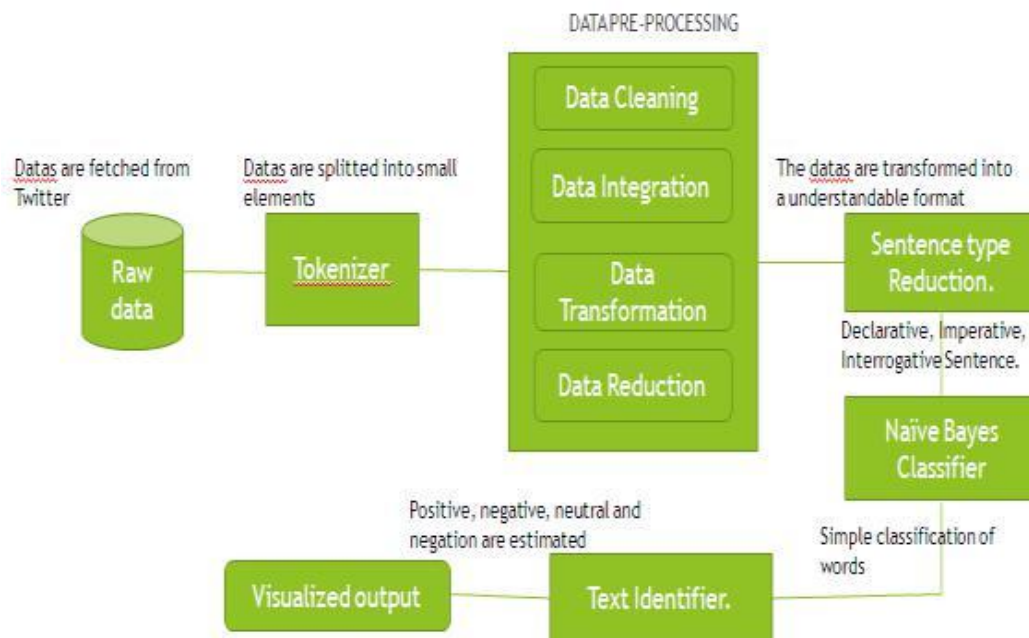 DATA PRE-PROCESSING
Data Cleaning
Data Integration
Data
Transformation
Data Reduction
Datas are fetched from
Twitter
Raw
data
Datas are splitted into small
elements
Tokenizer
The datas are transformed into
a understandable format
Sentence type
Reduction.
Declarative, Imperative,
Interrogative Sentence.
Naïve Bayes
Classifier
Simple classification of
words
Text Identifier.
Positive, negative, neutral and
negation are estimated
Visualized output